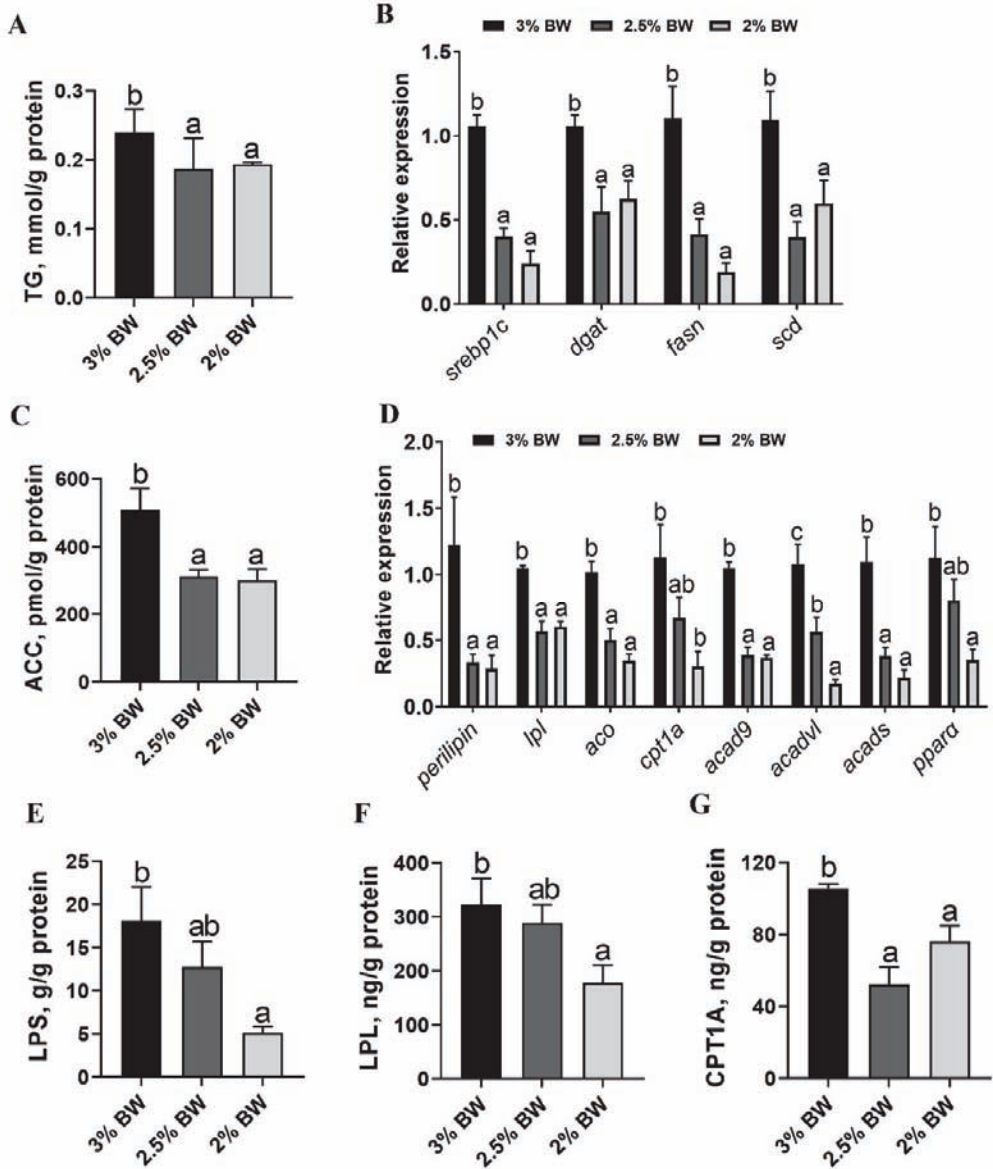 A
TG, mmol/g protein
0.3
0.2
0.1
0.0
b
a
a
3% BW
2.5% BW
2% BW
B
3% BW 2.5% BW 2% BW
Relative expression
1.5
1.0
0.5
0.0
b a a b a a b a a b a a
srebp1c dgat fasn scd
C
ACC, pmol/g protein
600
400
200
0
b
a
a
3% BW
2.5% BW
2% BW
D
3% BW 2.5% BW 2% BW
Relative expression
2.0
1.5
1.0
0.5
0.0
b a a b a a b a a b ab b b a a c b a b a a b ab a
perilipin lpl aco cpt1a acad9 acadvl acads pparα
E
LPS, g/g protein
25
20
15
10
5
0
b
ab
a
3% BW
2.5% BW
2% BW
F
LPL, ng/g protein
400
300
200
100
0
b
ab
a
3% BW
2.5% BW
2% BW
G
CPT1A, ng/g protein
120
80
40
0
b
a
a
3% BW
2.5% BW
2% BW